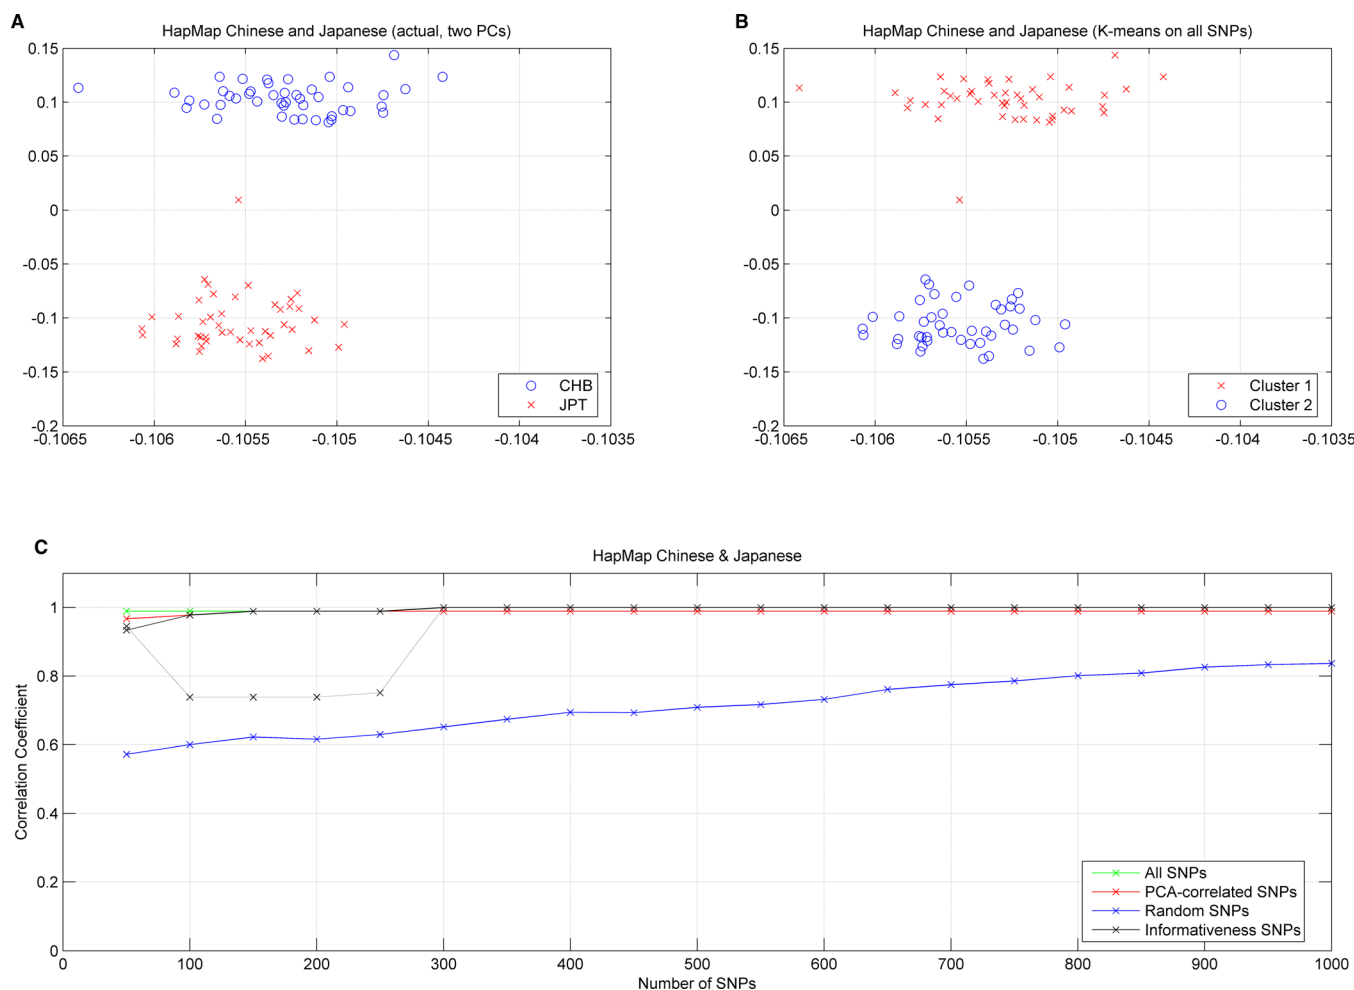 A
HapMap Chinese and Japanese (actual, two PCs)
0.15
0.1
0.05
0
-0.05
-0.1
-0.15
-0.2
-0.1065 -0.106 -0.1055 -0.105 -0.1045 -0.104 -0.1035
CHB
JPT
B
HapMap Chinese and Japanese (K-means on all SNPs)
0.15
0.1
0.05
0
-0.05
-0.1
-0.15
-0.2
-0.1065 -0.106 -0.1055 -0.105 -0.1045 -0.104 -0.1035
Cluster 1
Cluster 2
C
HapMap Chinese & Japanese
Correlation Coefficient
1
0.8
0.6
0.4
0.2
0
0 100 200 300 400 500 600 700 800 900 1000
Number of SNPs
All SNPs
PCA-correlated SNPs
Random SNPs
Informativeness SNPs